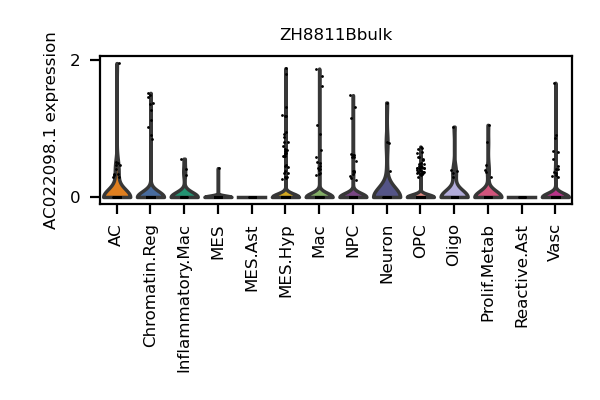 ZH8811Bbulk
AC022098.1 expression
2
0
AC
Chromatin.Reg
Inflammatory.Mac
MES
MES.Ast
MES.Hyp
Mac
NPC
Neuron
OPC
Oligo
Prolif.Metab
Reactive.Ast
Vasc